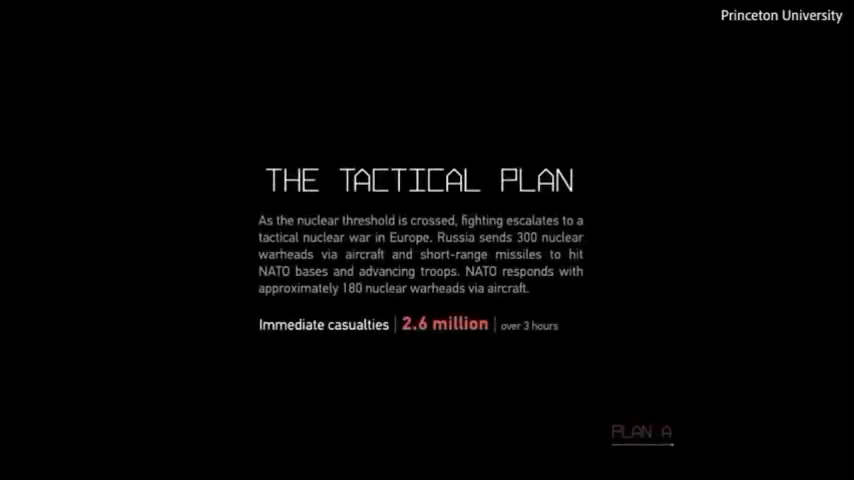 Princeton University
THE TACTICAL PLAN
As the nuclear threshold is crossed, fighting escalates to a
tactical nuclear war in Europe. Russia sends 300 nuclear
warheads via aircraft and short-range missiles to hit
NATO bases and advancing troops. NATO responds with
approximately 180 nuclear warheads via aircraft.
Immediate casualties | 2.6 million | over 3 hours
PLAN A